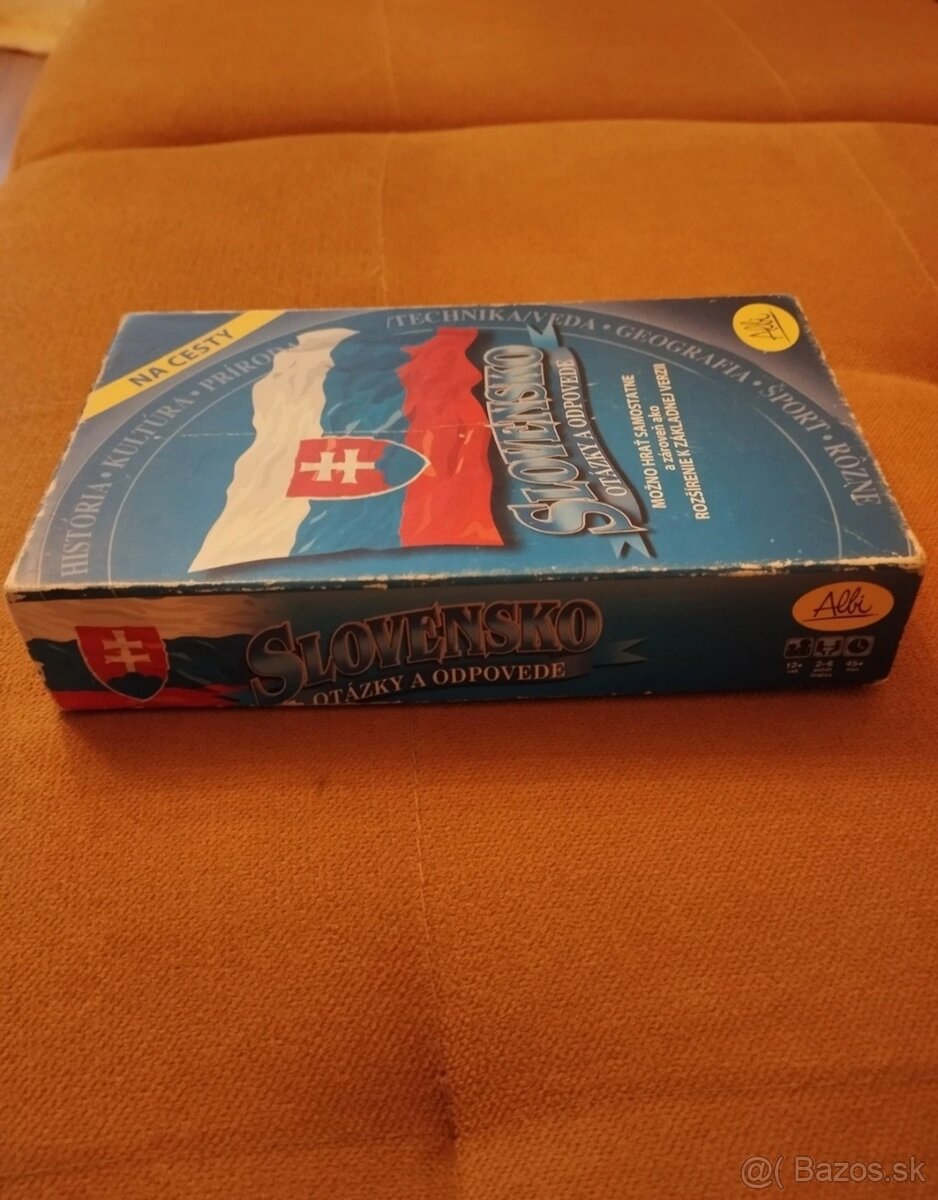 NA CESTY
HISTÓRIA • KULTÚRA • PRÍRODA
/TECHNIKA/VEDA • GEOGRAFIA • ŠPORT • RÔZNE
Albi
SLOVENSKO
OTÁZKY A ODPOVEDE
MOŽNO HRAŤ SAMOSTATNE
a zároveň ako
ROZŠÍRENIE K ZÁKLADNEJ VERZII
SLOVENSKO
OTÁZKY A ODPOVEDE
Albi
12+ 2-6 45+
@( Bazos.sk